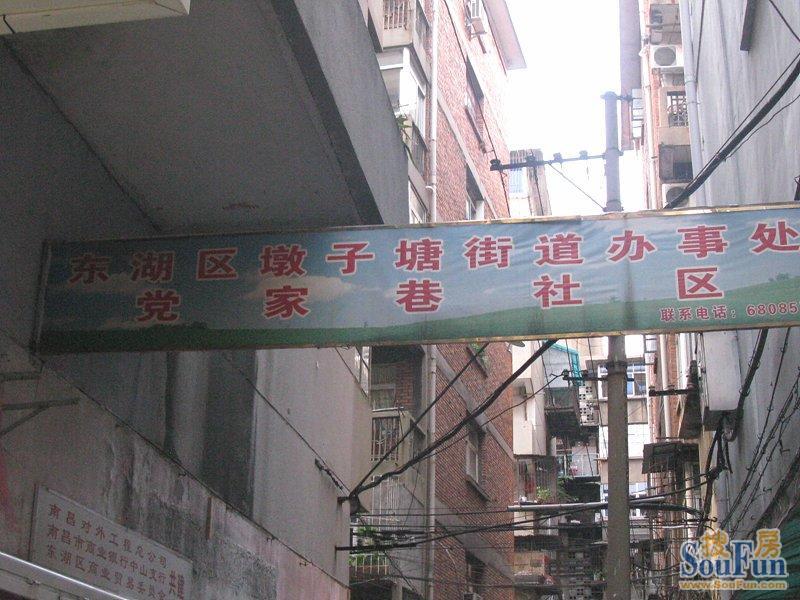 东湖区墩子塘街道办事处
党家巷社区
联系电话：68085
南昌对外工程总公司
南昌市商业银行中山支行
东湖区商业贸易委员会
共建
搜房
SouFun
www.SouFun.com